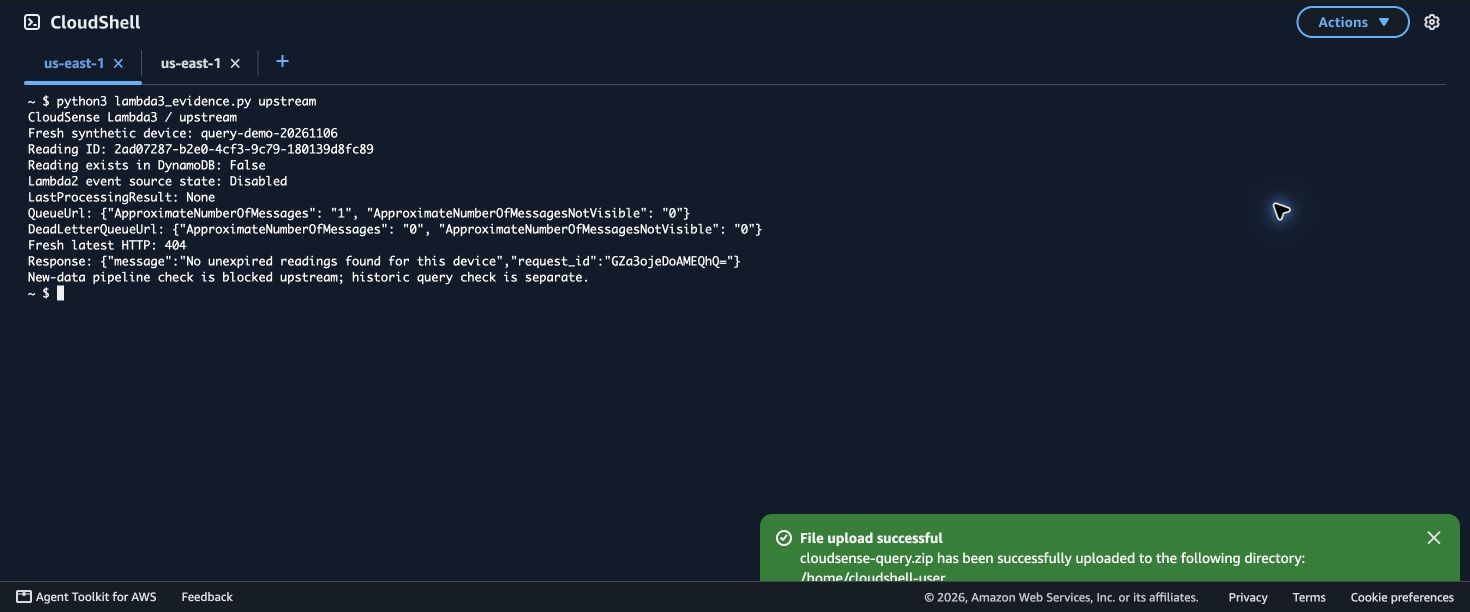 CloudShell
Actions
us-east-1
us-east-1
~ $ python3 lambda3_evidence.py upstream
CloudSense Lambda3 / upstream
Fresh synthetic device: query-demo-20261106
Reading ID: 2ad07287-b2e0-4cf3-9c79-180139d8fc89
Reading exists in DynamoDB: False
Lambda2 event source state: Disabled
LastProcessingResult: None
QueueUrl: {"ApproximateNumberOfMessages": "1", "ApproximateNumberOfMessagesNotVisible": "0"}
DeadLetterQueueUrl: {"ApproximateNumberOfMessages": "0", "ApproximateNumberOfMessagesNotVisible": "0"}
Fresh latest HTTP: 404
Response: {"message":"No unexpired readings found for this device","request_id":"GZa3ojeDoAMEQhQ="}
New-data pipeline check is blocked upstream; historic query check is separate.
~ $
File upload successful
cloudsense-query.zip has been successfully uploaded to the following directory:
/home/cloudshell-user
Agent Toolkit for AWS Feedback © 2026, Amazon Web Services, Inc. or its affiliates. Privacy Terms Cookie preferences